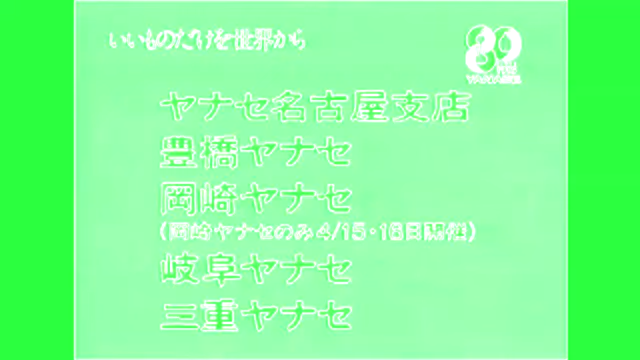 いいものだけを世界から
80
YANASE
ヤナセ名古屋支店
豊橋ヤナセ
岡崎ヤナセ
(岡崎ヤナセのみ4/15・16日開催)
岐阜ヤナセ
三重ヤナセ